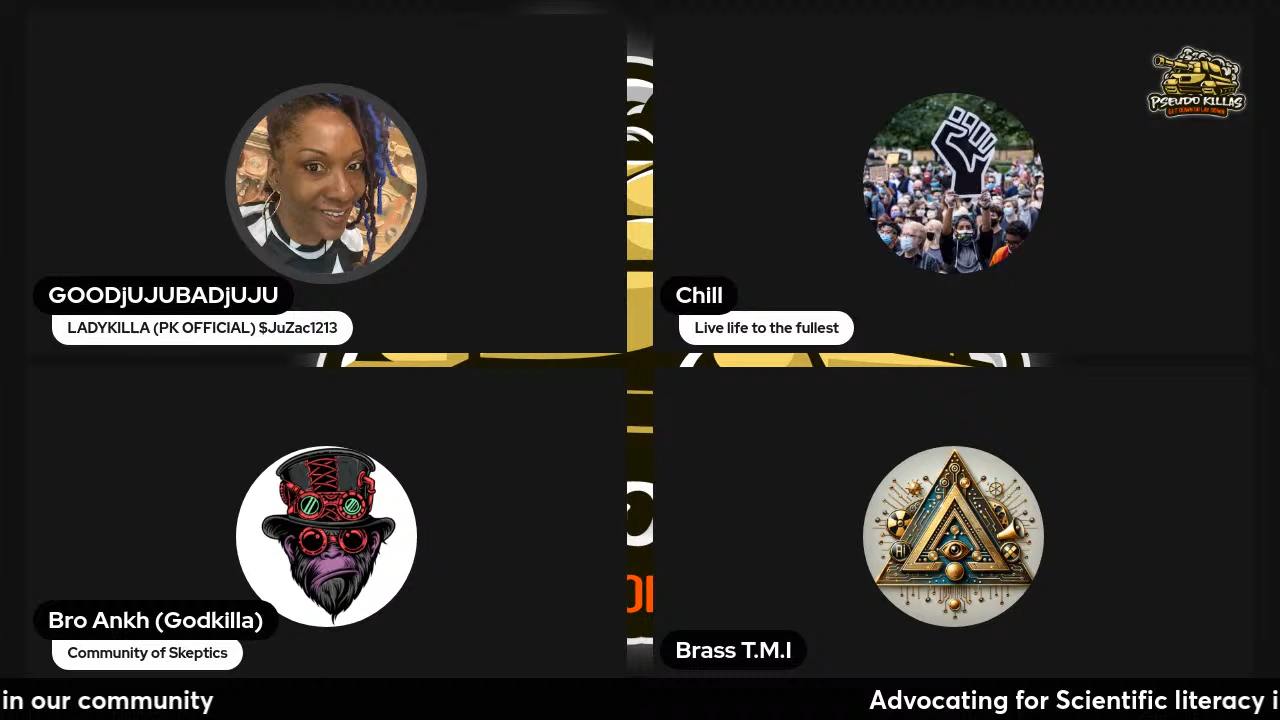 PSEUDO KILLAS
GOODjUJUBADjUJU
LADYKILLA (PK OFFICIAL) $JuZac1213
Chill
Live life to the fullest
Bro Ankh (Godkilla)
Community of Skeptics
AI
Brass T.M.I
in our community
Advocating for Scientific literacy i